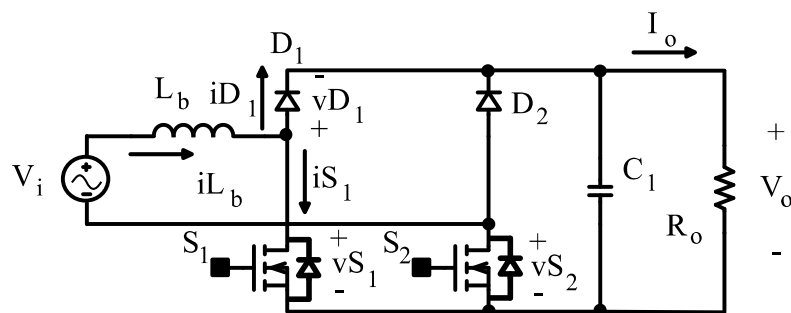 D1 - Io
Lb iD1 vD1 D2
+
Vi + - iLb iS1 C1 Ro + Vo -
S1 + vS1 - S2 + vS2 -